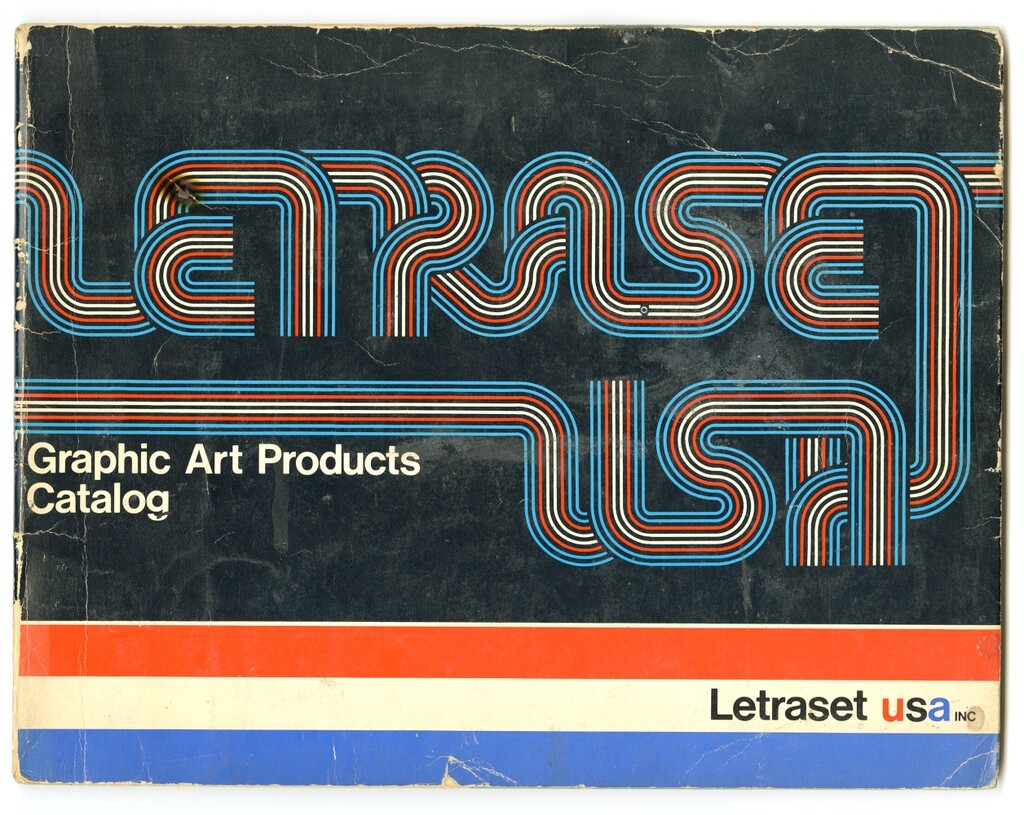 LETRASET
USA
Graphic Art Products
Catalog
Letraset usa INC